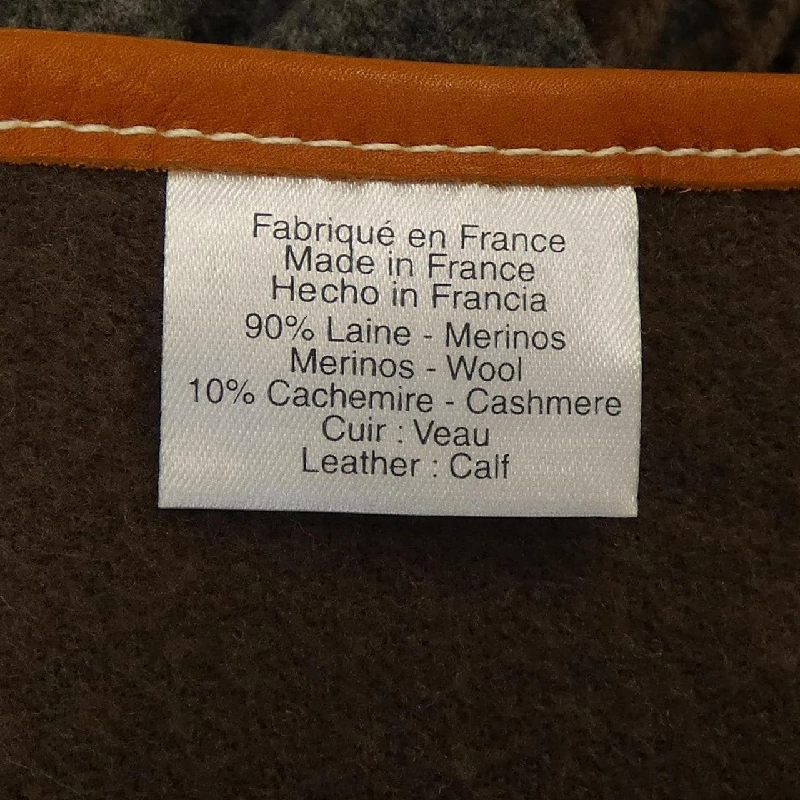 Fabriqué en France
Made in France
Hecho in Francia
90% Laine - Merinos
Merinos - Wool
10% Cachemire - Cashmere
Cuir : Veau
Leather : Calf